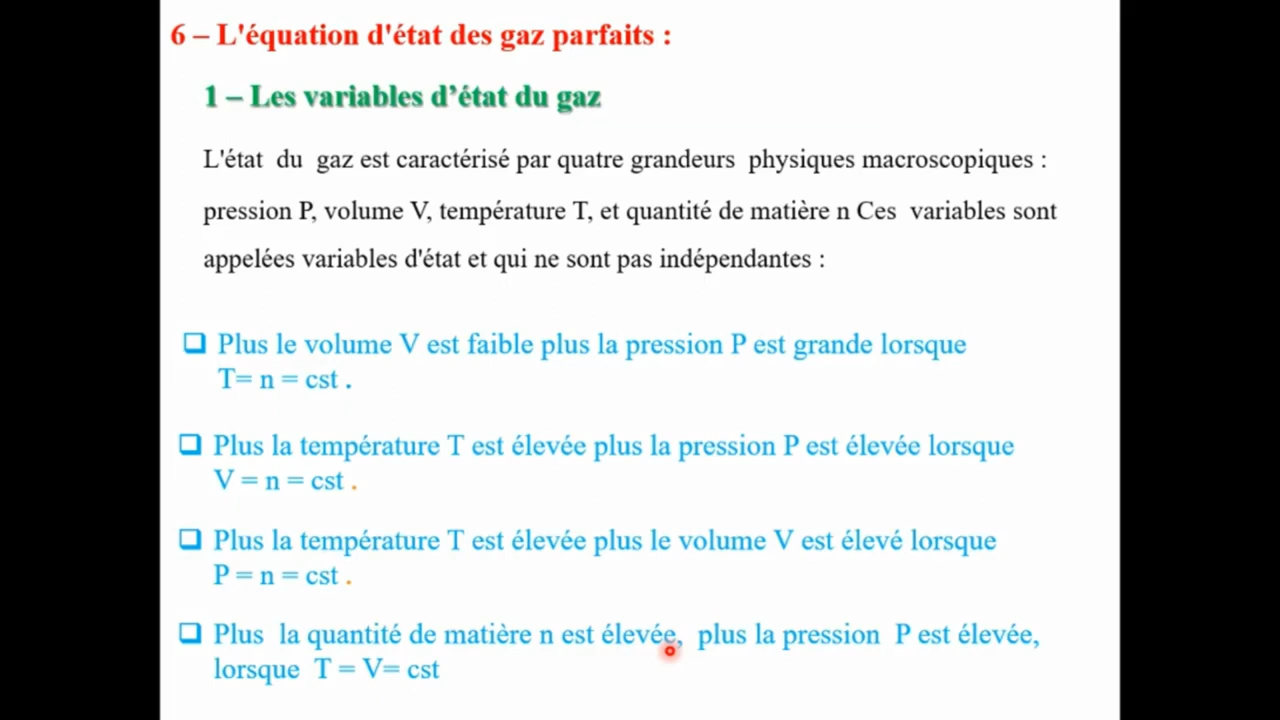 6 – L'équation d'état des gaz parfaits :
1 – Les variables d’état du gaz
L'état du gaz est caractérisé par quatre grandeurs physiques macroscopiques :
pression P, volume V, température T, et quantité de matière n Ces variables sont
appelées variables d'état et qui ne sont pas indépendantes :
❑ Plus le volume V est faible plus la pression P est grande lorsque
T= n = cst .
❑ Plus la température T est élevée plus la pression P est élevée lorsque
V = n = cst .
❑ Plus la température T est élevée plus le volume V est élevé lorsque
P = n = cst .
❑ Plus la quantité de matière n est élevée, plus la pression P est élevée,
lorsque T = V= cst